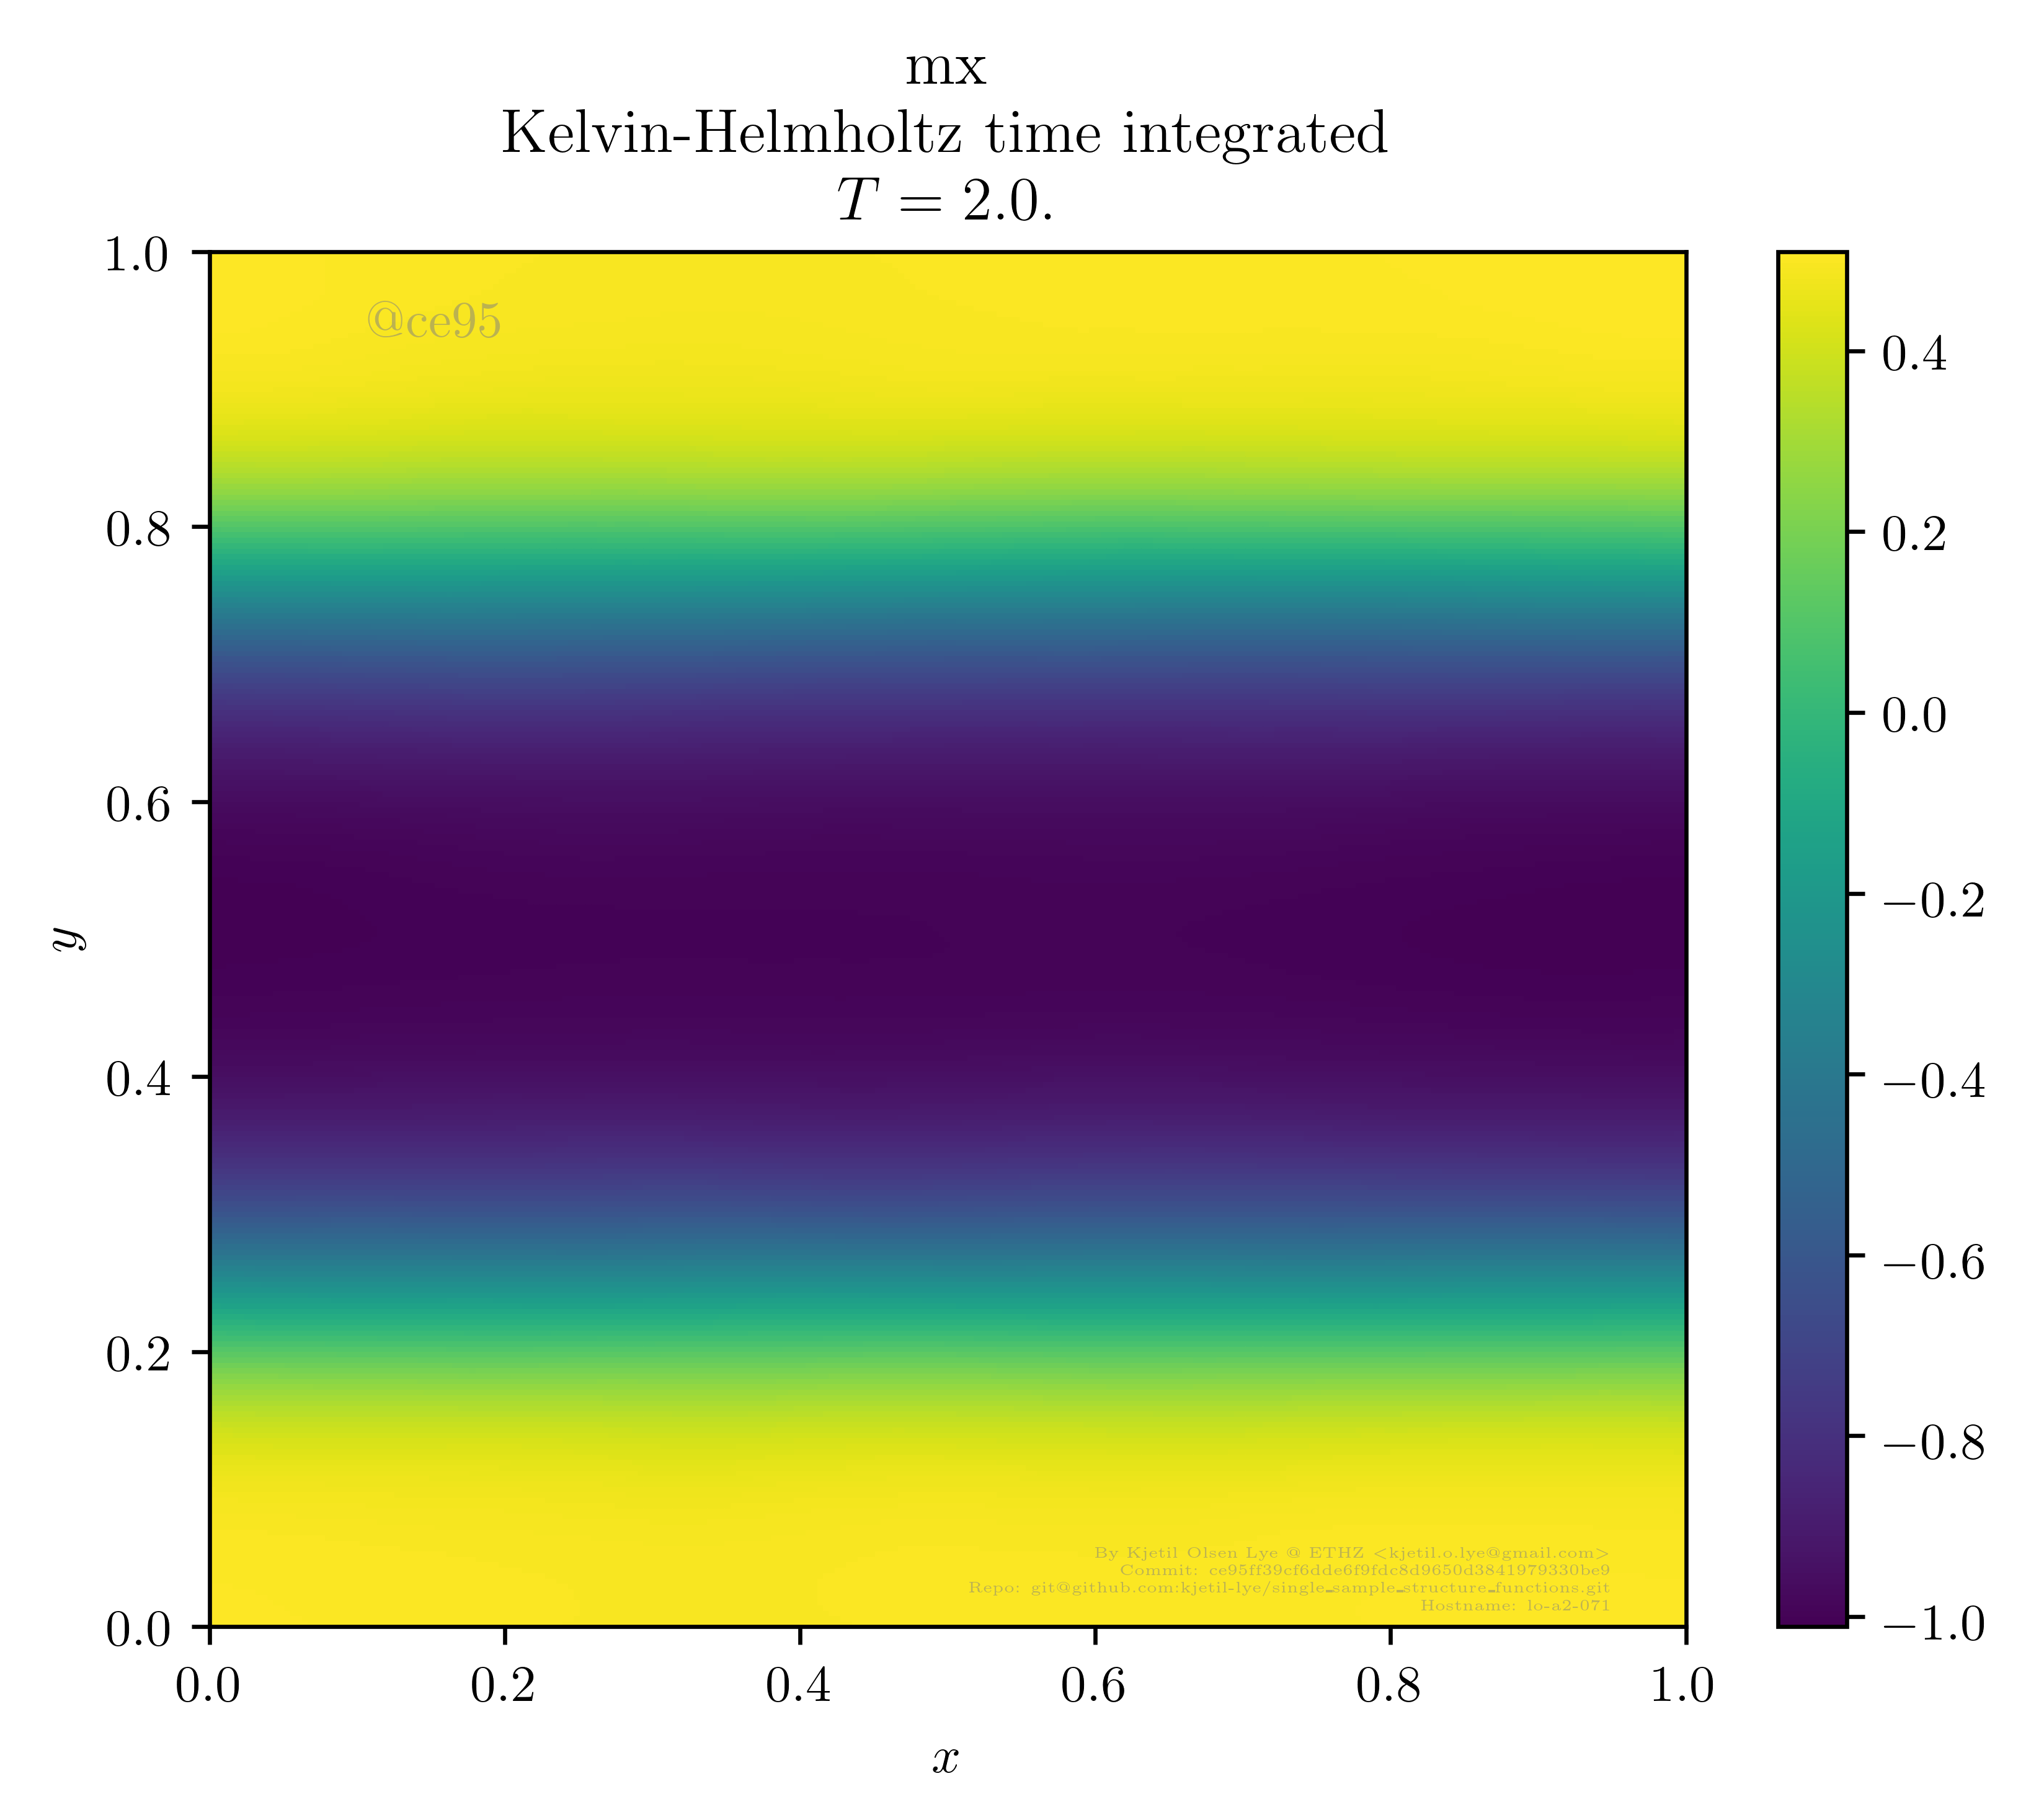 mx
Kelvin-Helmholtz time integrated
T = 2.0.
1.0
0.8
0.6
0.4
0.2
0.0
y
@ce95
By Kjetil Olsen Lye @ ETHZ <kjetil.o.lye@gmail.com>
Commit: ce95ff39cf6dde6f9fdc8d9650d3841979330be9
Repo: git@github.com:kjetil-lye/single_sample_structure_functions.git
Hostname: lo-a2-071
0.0 0.2 0.4 0.6 0.8 1.0
x
0.4
0.2
0.0
−0.2
−0.4
−0.6
−0.8
−1.0